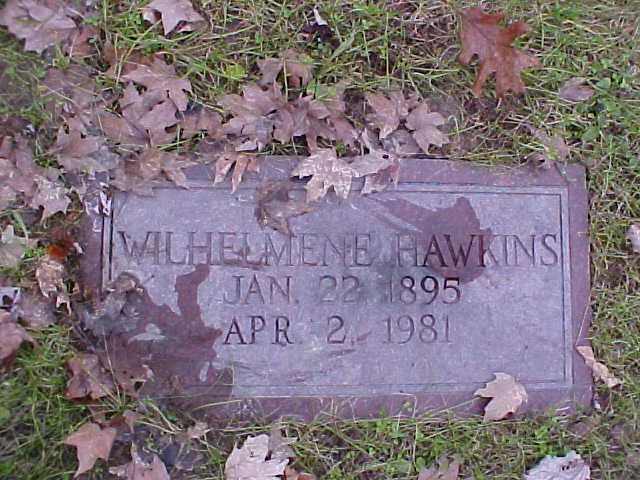 WILHELMENE HAWKINS
JAN. 22 1895
APR. 2, 1981